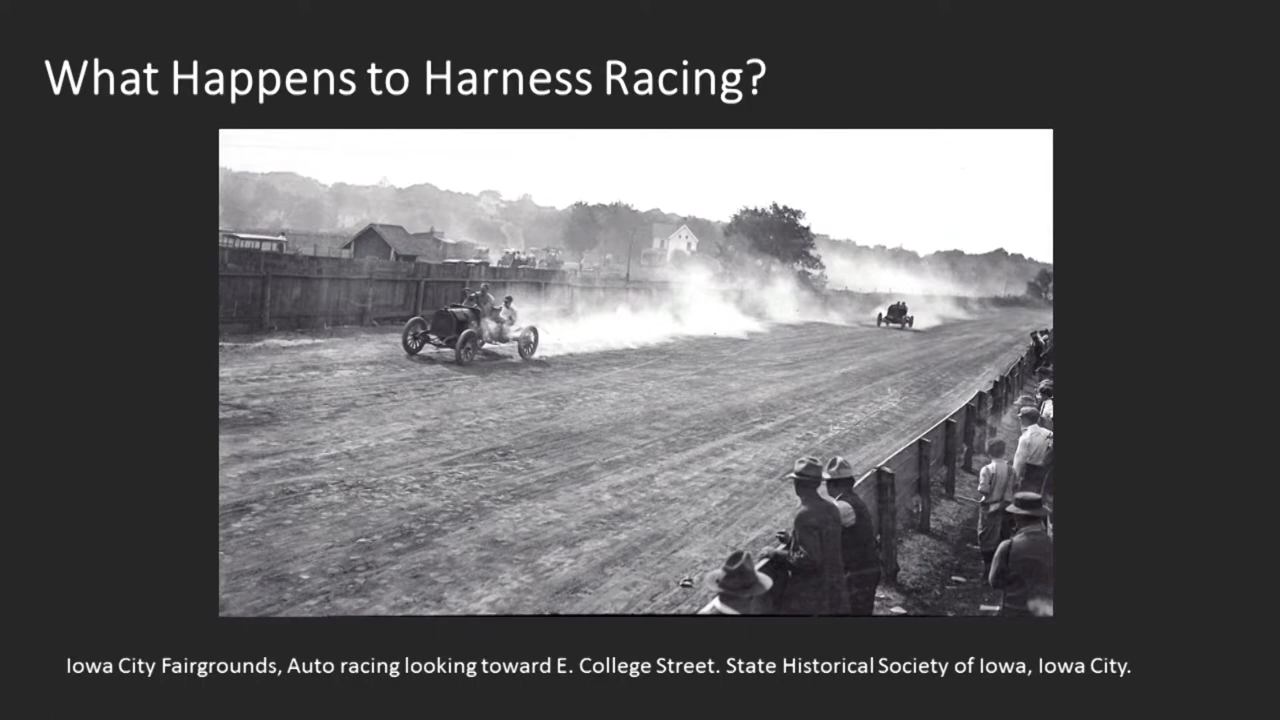 What Happens to Harness Racing?
Iowa City Fairgrounds, Auto racing looking toward E. College Street. State Historical Society of Iowa, Iowa City.